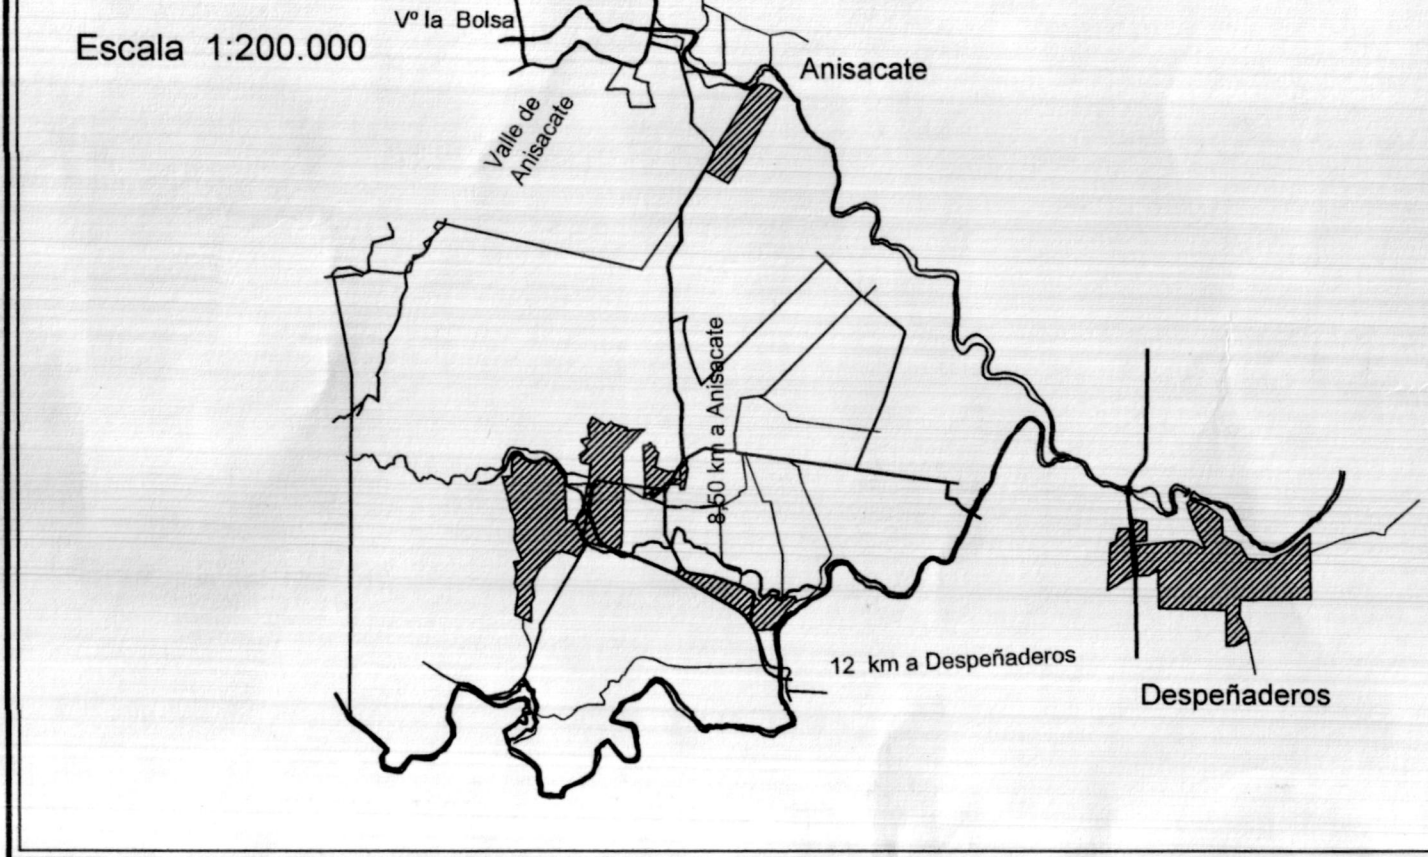 Vº la Bolsa
Escala 1:200.000
Anisacate
Valle de
Anisacate
8,50 km a Anisacate
12 km a Despeñaderos
Despeñaderos